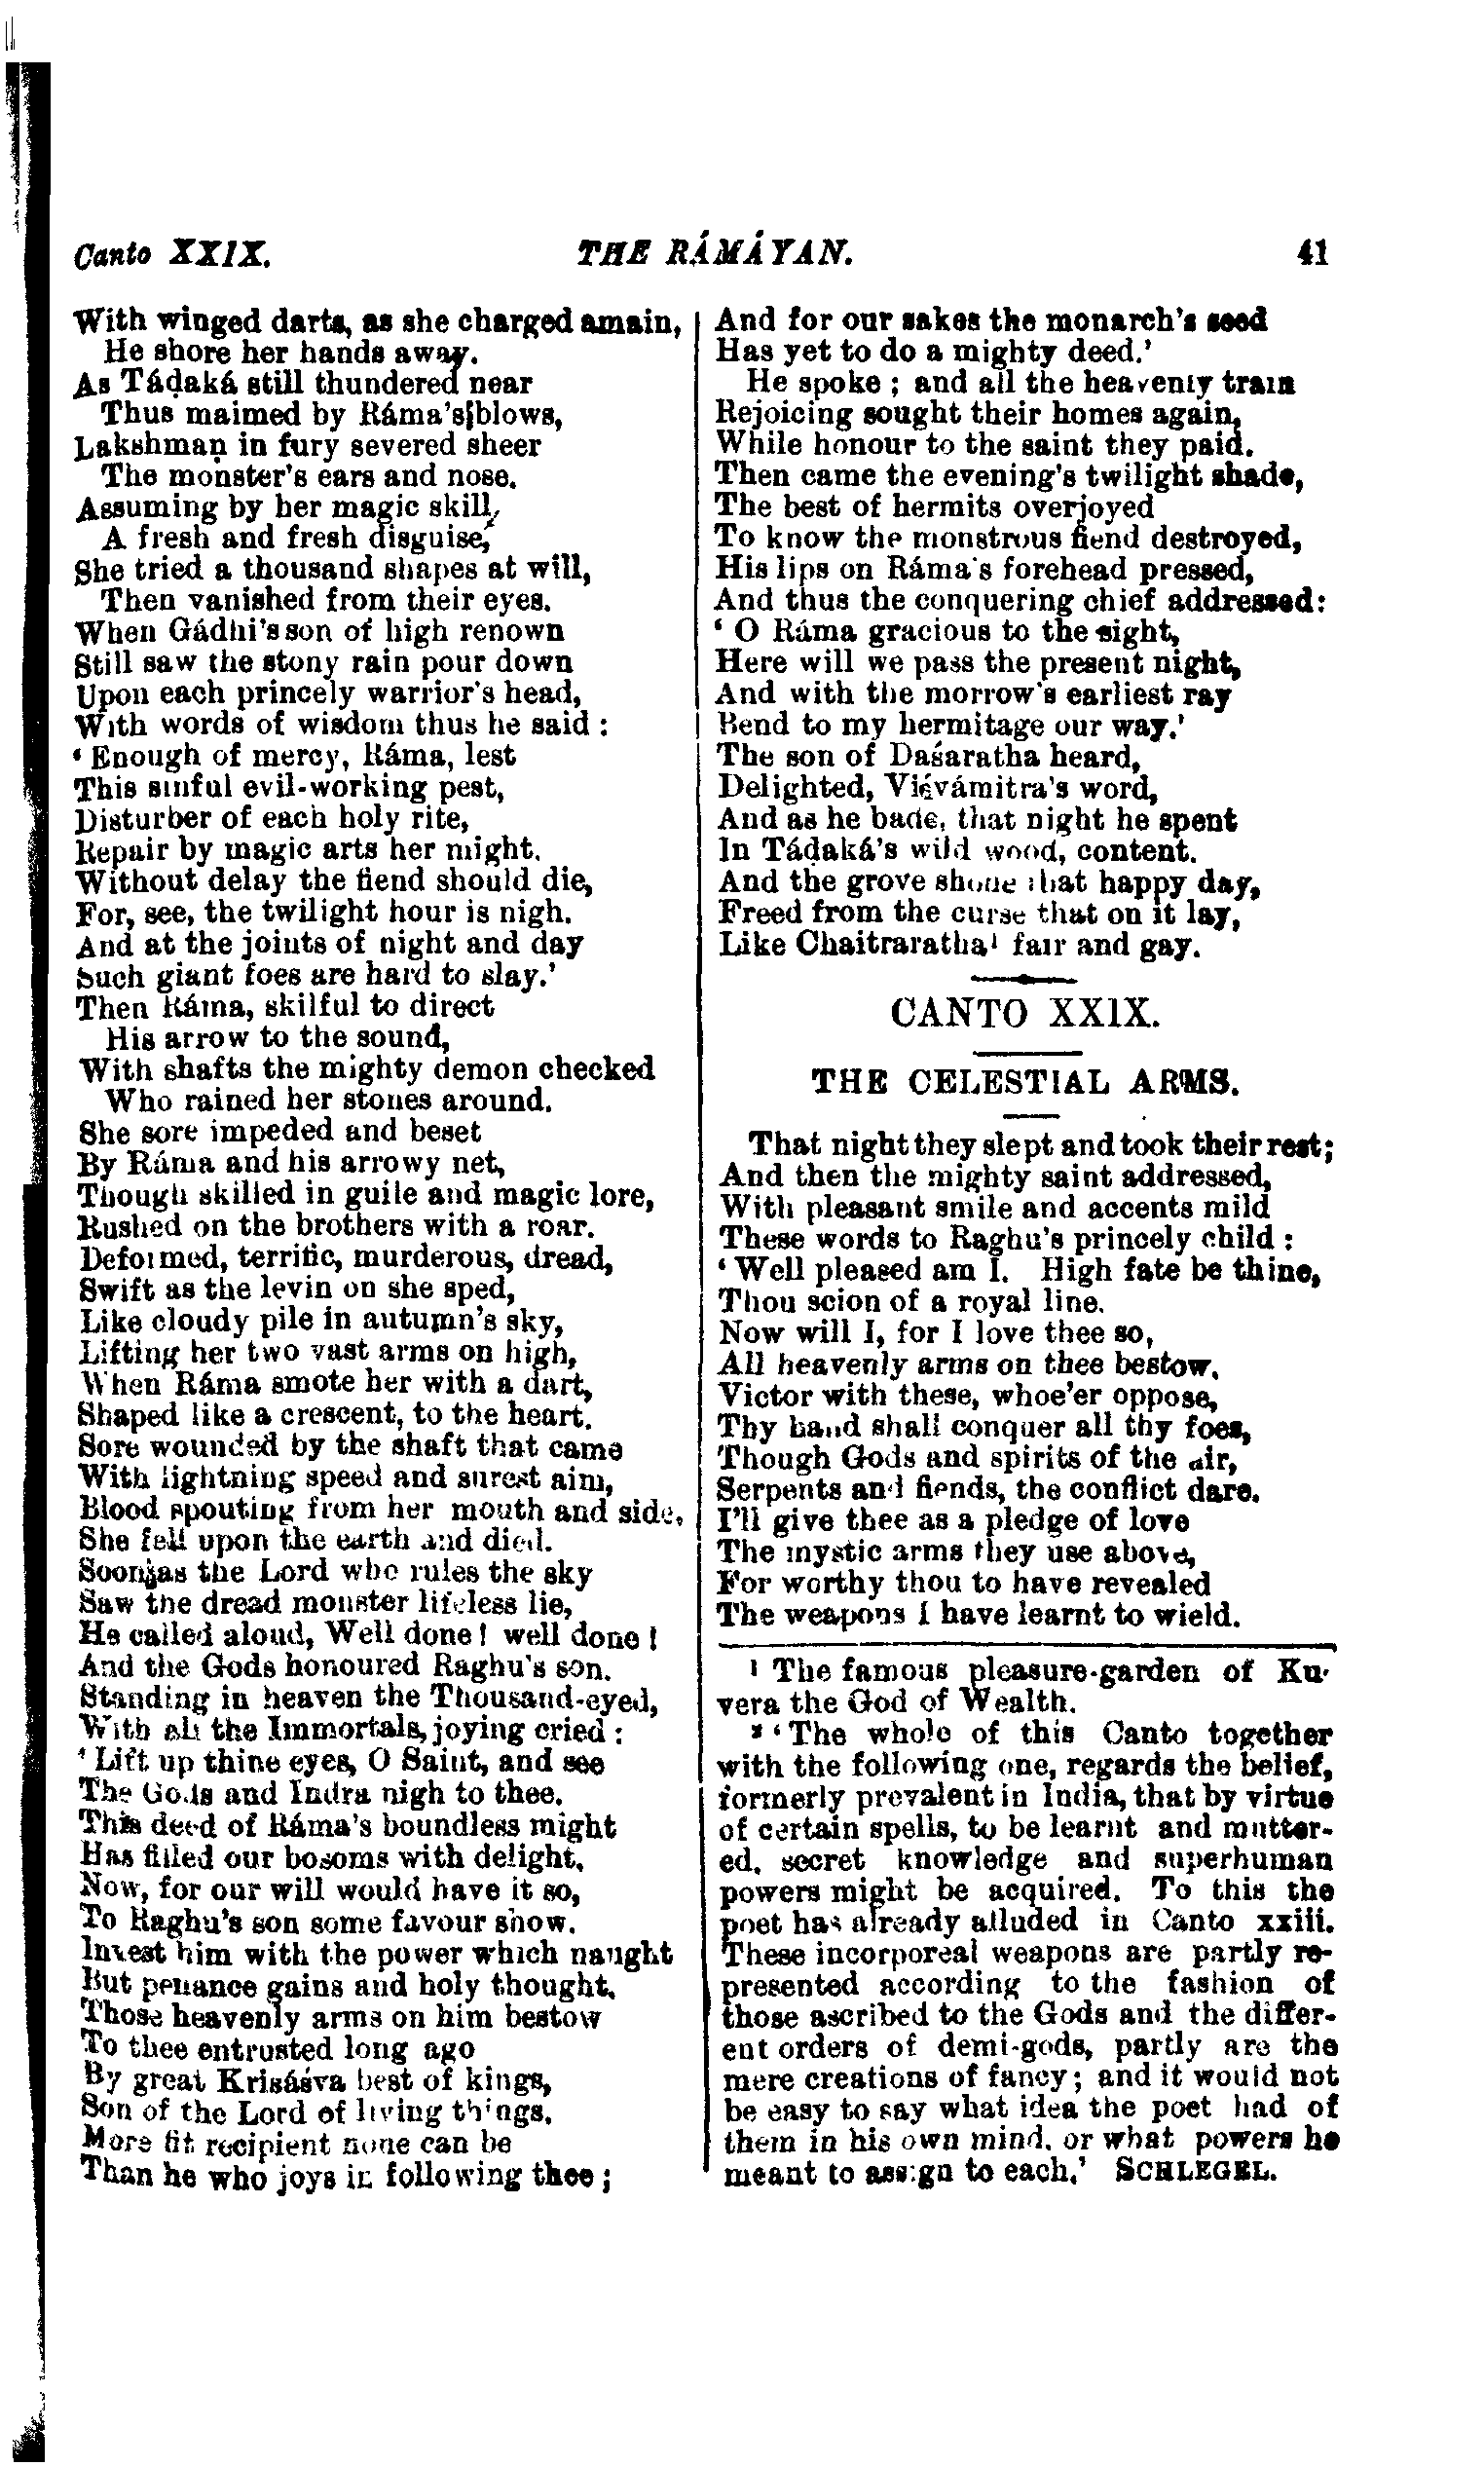 Canto XXIX. THE RÁMÁYAN. 41
With winged darts, as she charged amain,
He shore her hands away.
As Táḍaká still thundered near
Thus maimed by Ráma's blows,
Lakshmaṇ in fury severed sheer
The monster's ears and nose.
Assuming by her magic skill,
A fresh and fresh disguise,
She tried a thousand shapes at will,
Then vanished from their eyes.
When Gádhi's son of high renown
Still saw the stony rain pour down
Upon each princely warrior's head,
With words of wisdom thus he said :
‘ Enough of mercy, Ráma, lest
This sinful evil-working pest,
Disturber of each holy rite,
Repair by magic arts her might.
Without delay the fiend should die,
For, see, the twilight hour is nigh.
And at the joints of night and day
Such giant foes are hard to slay.’
Then Ráma, skilful to direct
His arrow to the sound,
With shafts the mighty demon checked
Who rained her stones around.
She sore impeded and beset
By Ráma and his arrowy net,
Though skilled in guile and magic lore,
Rushed on the brothers with a roar.
Deformed, terrific, murderous, dread,
Swift as the levin on she sped,
Like cloudy pile in autumn's sky,
Lifting her two vast arms on high,
When Ráma smote her with a dart,
Shaped like a crescent, to the heart.
Sore wounded by the shaft that came
With lightning speed and surest aim,
Blood spouting from her mouth and side,
She fell upon the earth and died.
Soon as the Lord who rules the sky
Saw the dread monster lifeless lie,
He called aloud, Well done ! well done !
And the Gods honoured Raghu's son.
Standing in heaven the Thousand-eyed,
With all the Immortals, joying cried :
‘ Lift up thine eyes, O Saint, and see
The Gods and Indra nigh to thee.
This deed of Ráma's boundless might
Has filled our bosoms with delight.
Now, for our will would have it so,
To Raghu's son some favour show.
Invest him with the power which naught
But penance gains and holy thought.
Those heavenly arms on him bestow
To thee entrusted long ago
By great Kriśáśva best of kings,
Son of the Lord of living things.
More fit recipient none can be
Than he who joys in following thee ;
And for our sakes the monarch's seed
Has yet to do a mighty deed.’
He spoke ; and all the heavenly train
Rejoicing sought their homes again,
While honour to the saint they paid.
Then came the evening's twilight shade,
The best of hermits overjoyed
To know the monstrous fiend destroyed,
His lips on Ráma's forehead pressed,
And thus the conquering chief addressed:
‘ O Ráma gracious to the sight,
Here will we pass the present night,
And with the morrow's earliest ray
Bend to my hermitage our way.’
The son of Daśaratha heard,
Delighted, Viśvámitra's word,
And as he bade, that night he spent
In Táḍaká's wild wood, content.
And the grove shone that happy day,
Freed from the curse that on it lay,
Like Chaitraratha¹ fair and gay.
CANTO XXIX.
THE CELESTIAL ARMS.
That night they slept and took their rest;
And then the mighty saint addressed,
With pleasant smile and accents mild
These words to Raghu's princely child :
‘ Well pleased am I. High fate be thine,
Thou scion of a royal line.
Now will I, for I love thee so,
All heavenly arms on thee bestow.
Victor with these, whoe'er oppose,
Thy hand shall conquer all thy foes,
Though Gods and spirits of the air,
Serpents and fiends, the conflict dare.
I'll give thee as a pledge of love
The mystic arms they use above,
For worthy thou to have revealed
The weapons I have learnt to wield.
¹ The famous pleasure-garden of Ku-
vera the God of Wealth.
² ‘ The whole of this Canto together
with the following one, regards the belief,
formerly prevalent in India, that by virtue
of certain spells, to be learnt and mutter-
ed, secret knowledge and superhuman
powers might be acquired. To this the
poet has already alluded in Canto xxiii.
These incorporeal weapons are partly re-
presented according to the fashion of
those ascribed to the Gods and the differ-
ent orders of demi-gods, partly are the
mere creations of fancy ; and it would not
be easy to say what idea the poet had of
them in his own mind, or what powers he
meant to assign to each.’ SCHLEGEL.